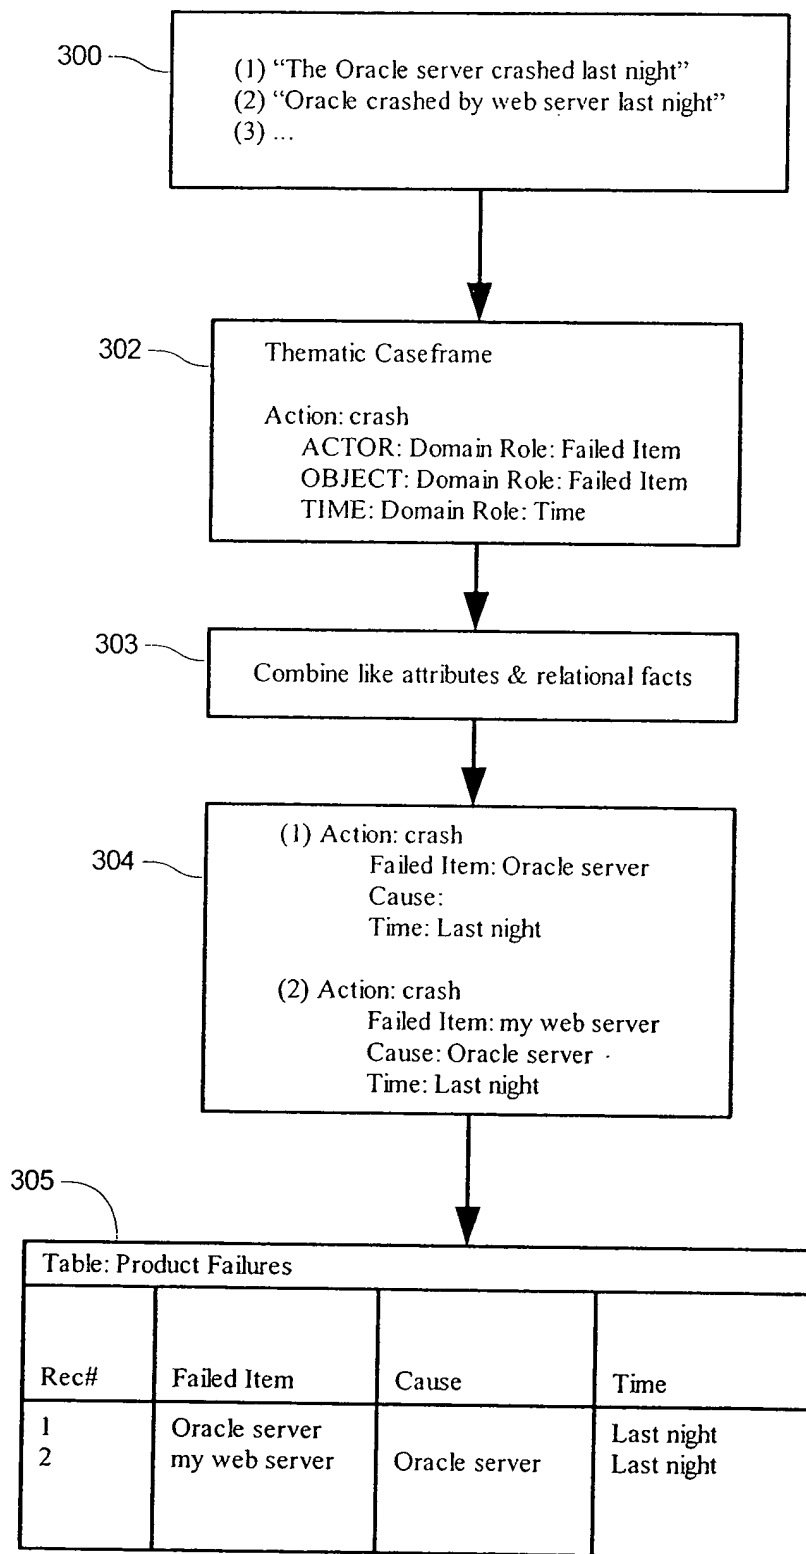 300
(1) “The Oracle server crashed last night”
(2) “Oracle crashed by web server last night”
(3) ...
302
Thematic Caseframe
Action: crash
ACTOR: Domain Role: Failed Item
OBJECT: Domain Role: Failed Item
TIME: Domain Role: Time
303
Combine like attributes & relational facts
304
(1) Action: crash
Failed Item: Oracle server
Cause:
Time: Last night
(2) Action: crash
Failed Item: my web server
Cause: Oracle server
Time: Last night
305
Table: Product Failures
Rec# Failed Item Cause Time
1 Oracle server Last night
2 my web server Oracle server Last night